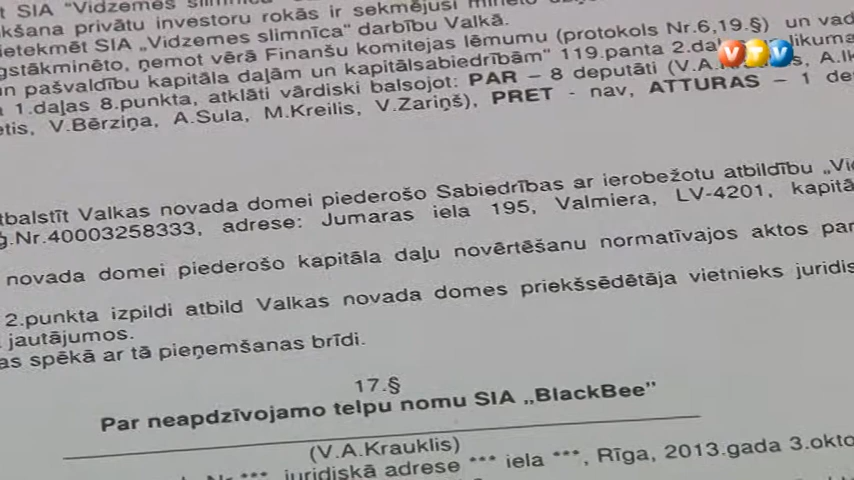 t SIA "Vidzemes slimnīca"
kšana privātu investoru rokās ir sekmējusi
ietekmēt SIA „Vidzemes slimnīca" darbību Valkā.
gstākminēto, ņemot vērā Finanšu komitejas lēmumu (protokols Nr.6,19.§) un vad
un pašvaldību kapitāla daļām un kapitālsabiedrībām" 119.panta 2.da likuma
1.daļas 8.punkta, atklāti vārdiski balsojot: PAR – 8 deputāti (V.A. s, A.I
etis, V.Bērziņa, A.Sula, M.Kreilis, V.Zariņš), PRET - nav, ATTURAS – 1 de
tbalstīt Valkas novada domei piederošo Sabiedrības ar ierobežotu atbildību „Vi
ģ.Nr.40003258333, adrese: Jumaras iela 195, Valmiera, LV-4201, kapitā
novada domei piederošo kapitāla daļu novērtēšanu normatīvajos aktos par
2.punkta izpildi atbild Valkas novada domes priekšsēdētāja vietnieks juridis
jautājumos.
as spēkā ar tā pieņemšanas brīdi.
17.§
Par neapdzīvojamo telpu nomu SIA „BlackBee"
(V.A.Krauklis)
Nr.*** juridiskā adrese *** iela ***, Rīga, 2013.gada 3.okto
VTV